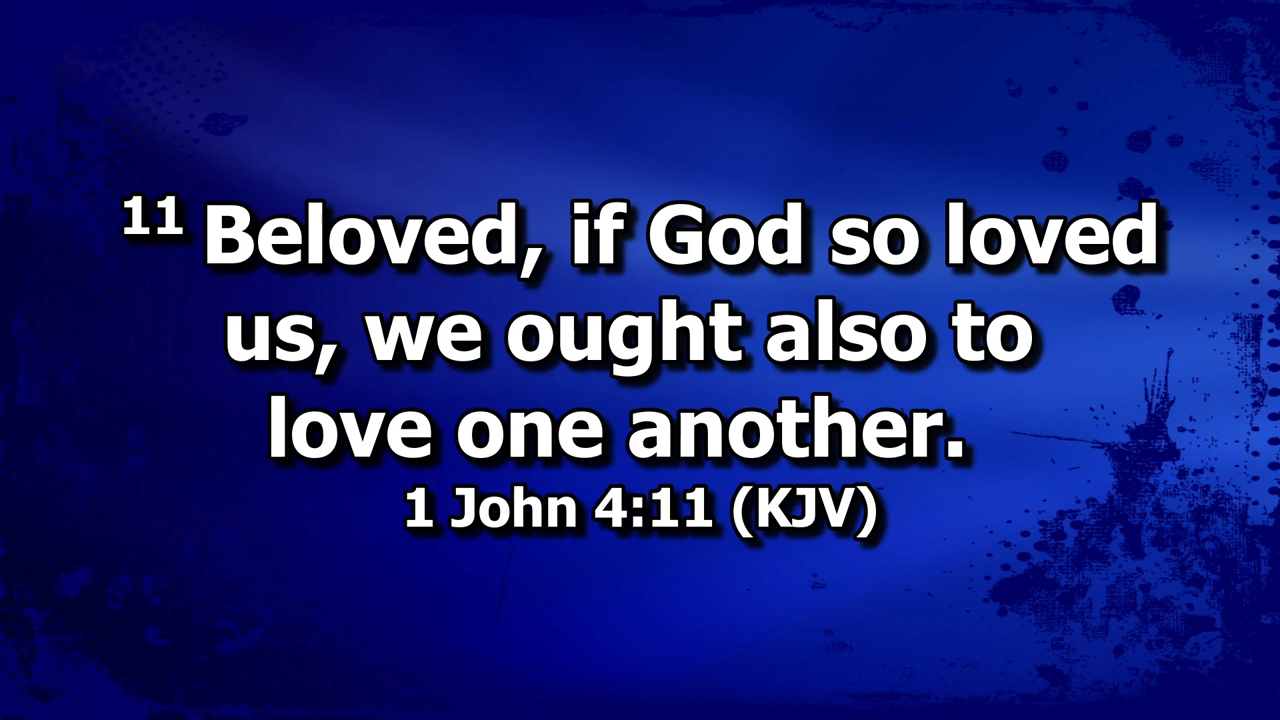 11 Beloved, if God so loved
us, we ought also to
love one another.
1 John 4:11 (KJV)